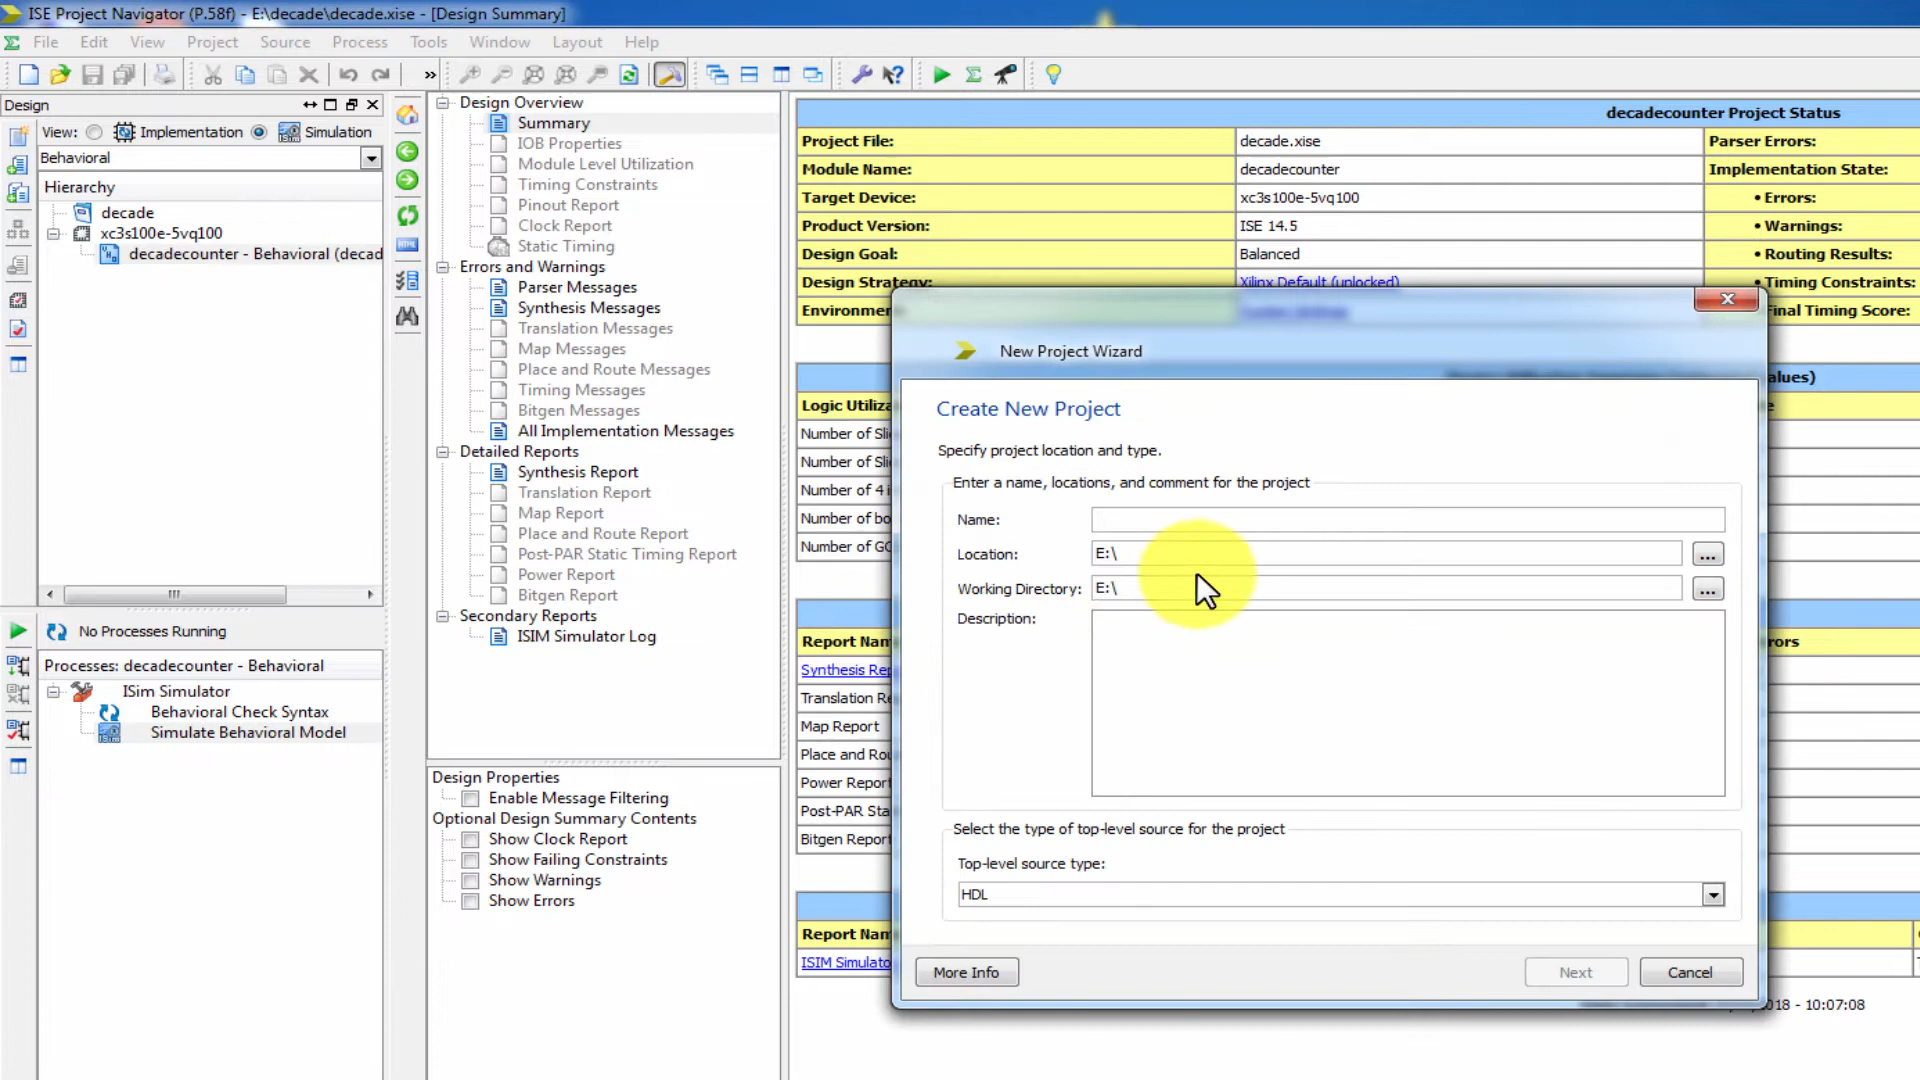 ISE Project Navigator (P.58f) - E:\decade\decade.xise - [Design Summary]
File Edit View Project Source Process Tools Window Layout Help
»
Design
View: Implementation Simulation
Behavioral
Hierarchy
decade
xc3s100e-5vq100
decadecounter - Behavioral (decad
No Processes Running
Processes: decadecounter - Behavioral
ISim Simulator
Behavioral Check Syntax
Simulate Behavioral Model
Design Overview
Summary
IOB Properties
Module Level Utilization
Timing Constraints
Pinout Report
Clock Report
Static Timing
Errors and Warnings
Parser Messages
Synthesis Messages
Translation Messages
Map Messages
Place and Route Messages
Timing Messages
Bitgen Messages
All Implementation Messages
Detailed Reports
Synthesis Report
Translation Report
Map Report
Place and Route Report
Post-PAR Static Timing Report
Power Report
Bitgen Report
Secondary Reports
ISIM Simulator Log
Design Properties
Enable Message Filtering
Optional Design Summary Contents
Show Clock Report
Show Failing Constraints
Show Warnings
Show Errors
decadecounter Project Status
Project File: decade.xise Parser Errors:
Module Name: decadecounter Implementation State:
Target Device: xc3s100e-5vq100 • Errors:
Product Version: ISE 14.5 • Warnings:
Design Goal: Balanced • Routing Results:
Design Strategy: Xilinx Default (unlocked) • Timing Constraints:
Environmen Final Timing Score:
alues)
Logic Utiliza
Number of Sli
Number of Sli
Number of 4 i
Number of bo
Number of GC
Report Nam rors
Synthesis Rep
Translation Re
Map Report
Place and Rou
Power Report
Post-PAR Sta
Bitgen Report
Report Nam
ISIM Simulato
018 - 10:07:08
New Project Wizard
Create New Project
Specify project location and type.
Enter a name, locations, and comment for the project
Name:
Location: E:\ ...
Working Directory: E:\ ...
Description:
Select the type of top-level source for the project
Top-level source type:
HDL
More Info Next Cancel